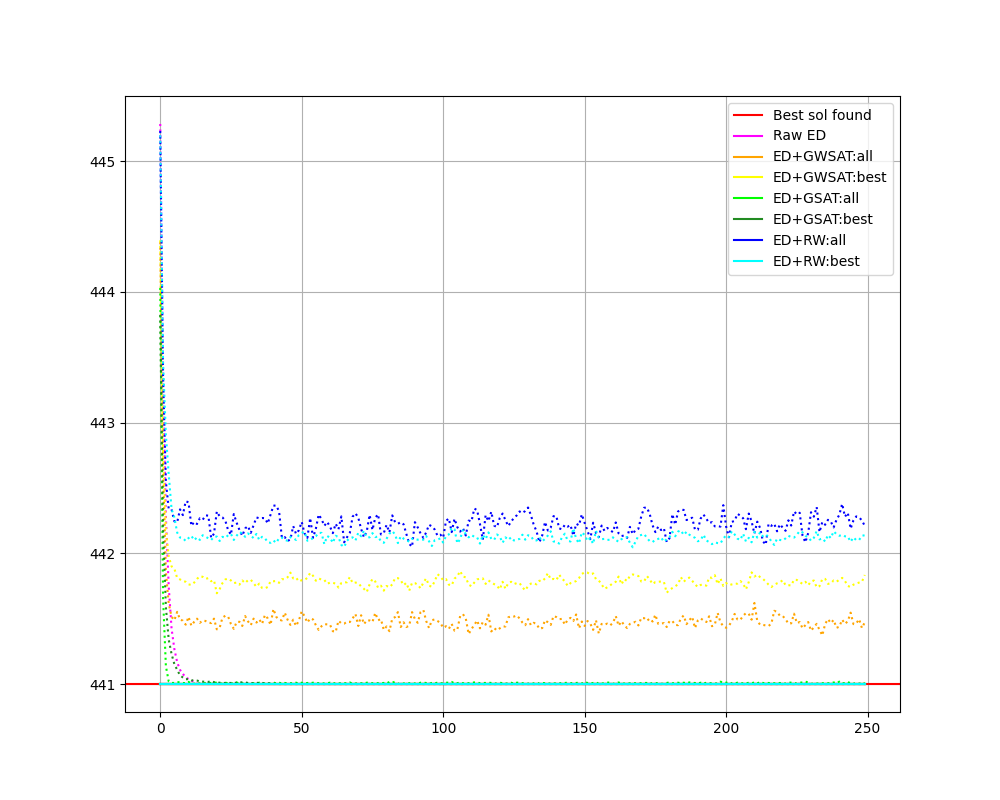 Best sol found
Raw ED
ED+GWSAT:all
ED+GWSAT:best
ED+GSAT:all
ED+GSAT:best
ED+RW:all
ED+RW:best
445
444
443
442
441
0 50 100 150 200 250